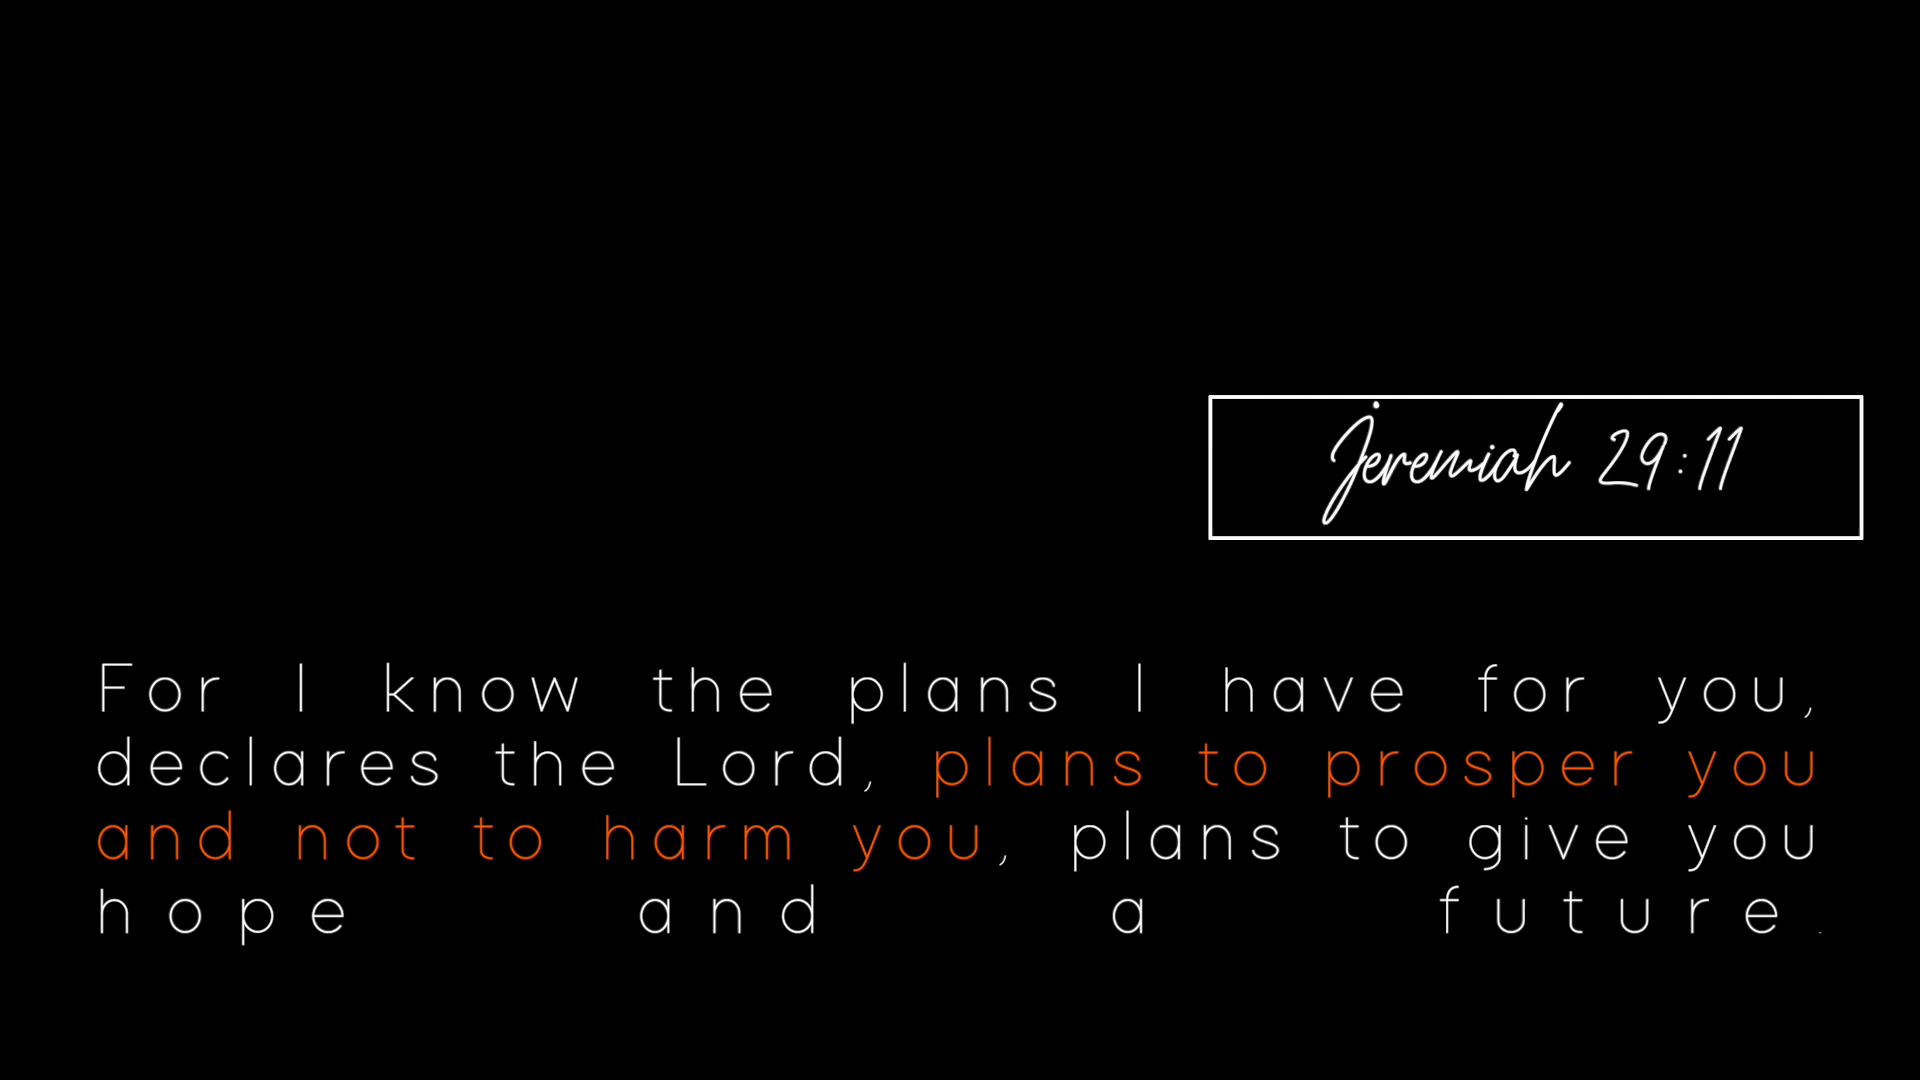 Jeremiah 29:11
For I know the plans I have for you,
declares the Lord, plans to prosper you
and not to harm you, plans to give you
hope and a future.